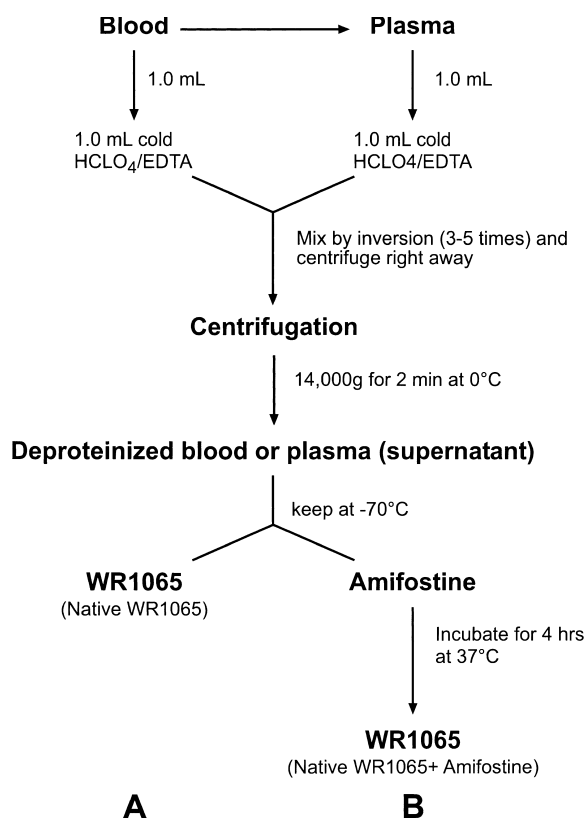 Blood
Plasma
1.0 mL
1.0 mL
1.0 mL cold
HCLO4/EDTA
1.0 mL cold
HCLO4/EDTA
Mix by inversion (3-5 times) and
centrifuge right away
Centrifugation
14,000g for 2 min at 0°C
Deproteinized blood or plasma (supernatant)
keep at -70°C
WR1065
(Native WR1065)
Amifostine
Incubate for 4 hrs
at 37°C
WR1065
(Native WR1065+ Amifostine)
A
B